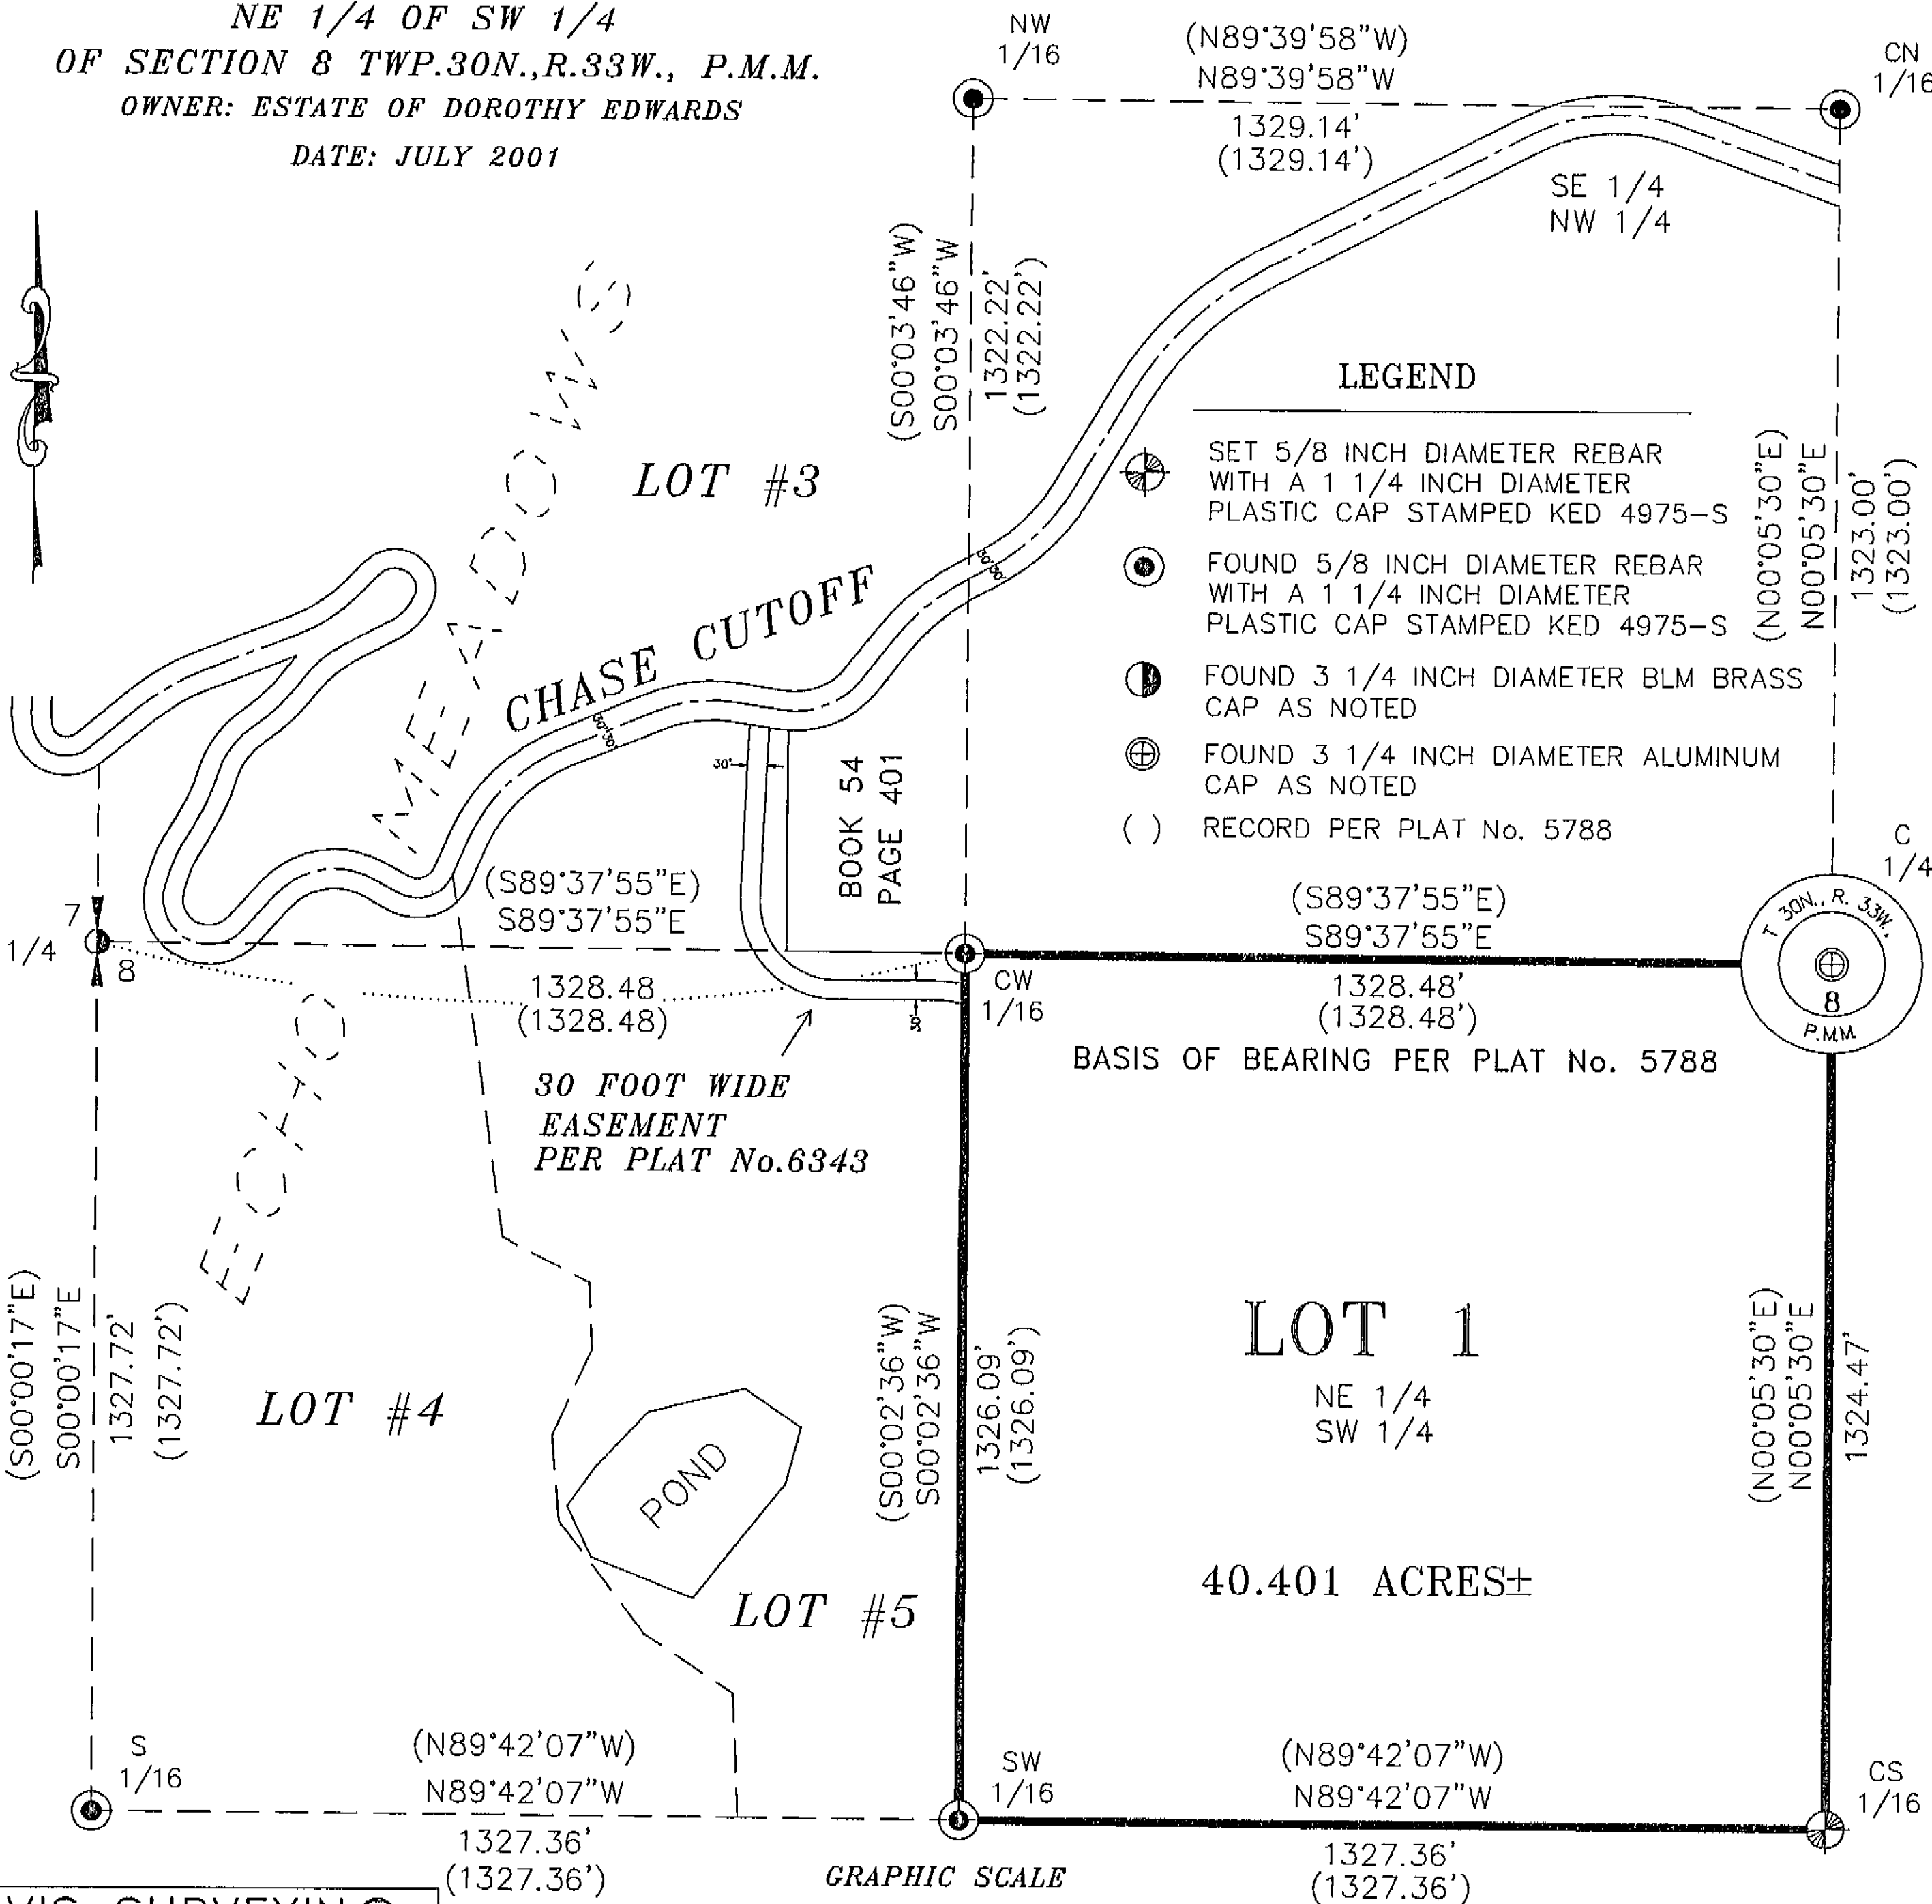 NE 1/4 OF SW 1/4
OF SECTION 8 TWP.30N.,R.33W., P.M.M.
OWNER: ESTATE OF DOROTHY EDWARDS
DATE: JULY 2001
NW
1/16
(N89°39'58"W)
N89°39'58"W
1329.14'
(1329.14')
CN
1/16
SE 1/4
NW 1/4
(S00°03'46"W)
S00°03'46"W
1322.22'
(1322.22')
LEGEND
SET 5/8 INCH DIAMETER REBAR
WITH A 1 1/4 INCH DIAMETER
PLASTIC CAP STAMPED KED 4975-S
FOUND 5/8 INCH DIAMETER REBAR
WITH A 1 1/4 INCH DIAMETER
PLASTIC CAP STAMPED KED 4975-S
FOUND 3 1/4 INCH DIAMETER BLM BRASS
CAP AS NOTED
FOUND 3 1/4 INCH DIAMETER ALUMINUM
CAP AS NOTED
( ) RECORD PER PLAT No. 5788
(N00°05'30"E)
N00°05'30"E
1323.00'
(1323.00')
LOT #3
ECHO MEADOWS
CHASE CUTOFF
30'
30'
30'
30'
30'
BOOK 54
PAGE 401
7
1/4
8
(S89°37'55"E)
S89°37'55"E
1328.48
(1328.48)
30'
CW
1/16
(S89°37'55"E)
S89°37'55"E
1328.48'
(1328.48')
C
1/4
T 30N., R. 33W.,
8
P.M.M.
BASIS OF BEARING PER PLAT No. 5788
30 FOOT WIDE
EASEMENT
PER PLAT No.6343
(S00°00'17"E)
S00°00'17"E
1327.72'
(1327.72')
LOT #4
POND
LOT #5
(S00°02'36"W)
S00°02'36"W
1326.09'
(1326.09')
LOT 1
NE 1/4
SW 1/4
40.401 ACRES±
(N00°05'30"E)
N00°05'30"E
1324.47'
S
1/16
(N89°42'07"W)
N89°42'07"W
1327.36'
(1327.36')
SW
1/16
(N89°42'07"W)
N89°42'07"W
1327.36'
(1327.36')
CS
1/16
GRAPHIC SCALE
VIS SURVEYING